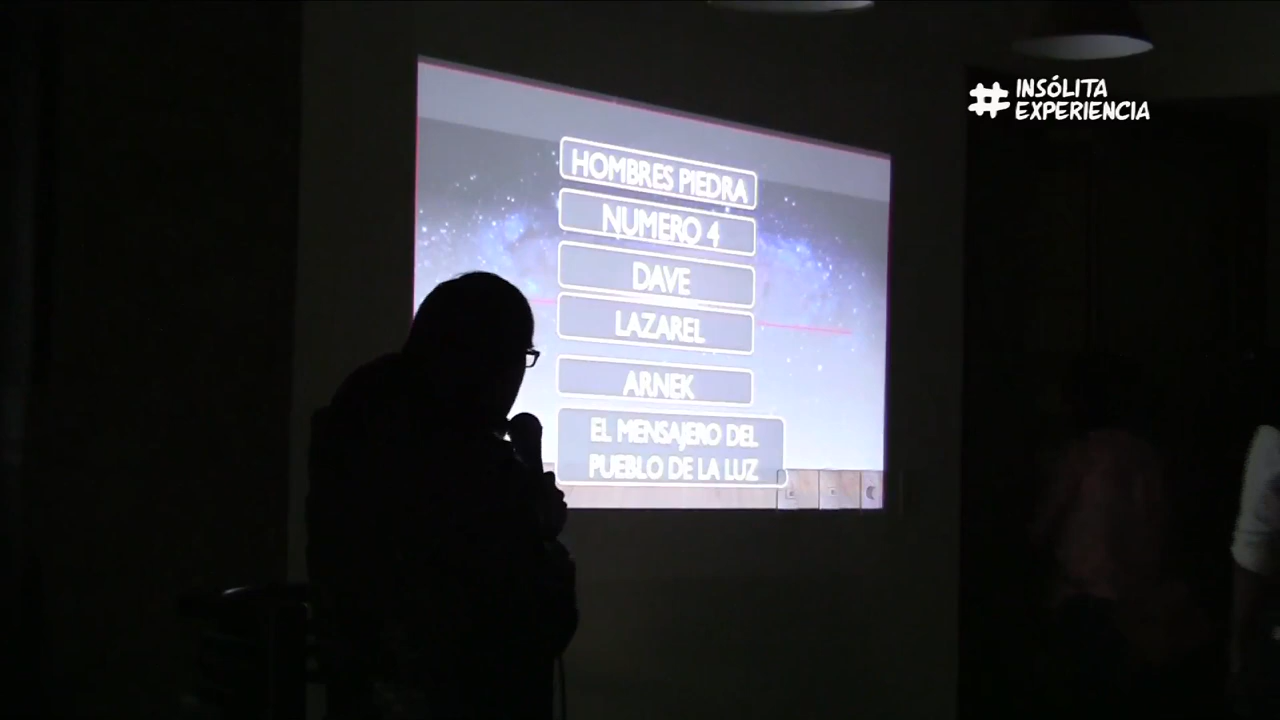 # INSÓLITA
EXPERIENCIA
HOMBRES PIEDRA
NUMERO 4
DAVE
LAZAREL
ARNEK
EL MENSAJERO DEL
PUEBLO DE LA LUZ